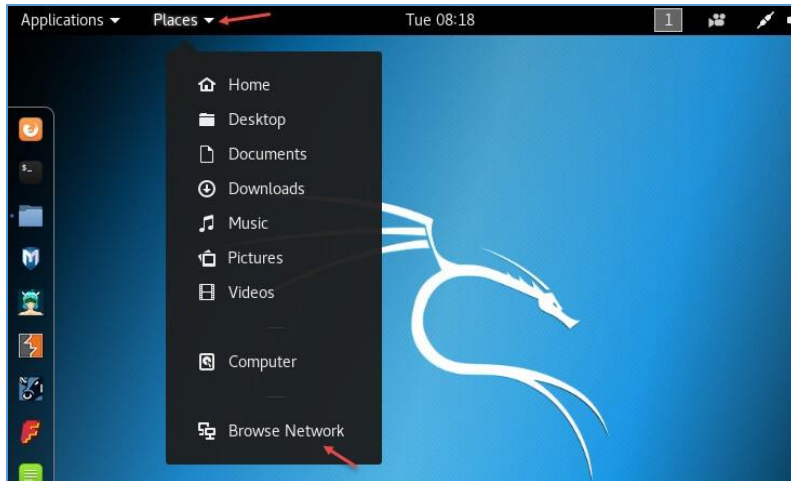 Applications Places Tue 08:18 1
Home
Desktop
Documents
Downloads
Music
Pictures
Videos
Computer
Browse Network